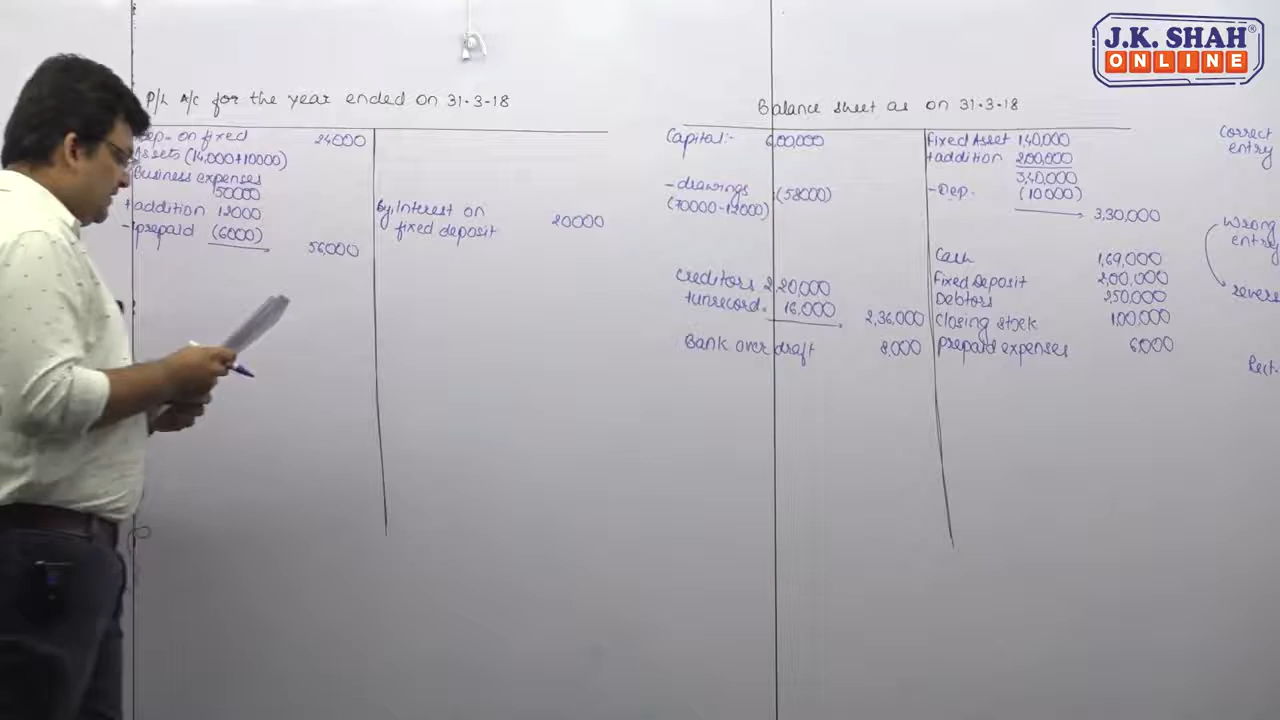 J.K. SHAH®
ONLINE
P/L A/C for the year ended on 31-3-18
Dep- on fixed 24000
Assets (14,000+10000)
Business expenses
50000
+addition 12000
-prepaid (6000)
56,000
by Interest on
fixed deposit 20000
Balance sheet as on 31-3-18
Capital:- 6,00,000
-drawings (58000)
(70000-12000)
Creditors 2,20,000
+unrecord. 16,000 2,36,000
Bank over draft 8,000
Fixed Asset 1,40,000
+addition 2,00,000
3,40,000
-Dep. (10000)
3,30,000
Cash 1,69,000
Fixed Deposit 2,00,000
Debtors 250,000
Closing stock 1,00,000
prepaid expenses 6,000
Correct
entry
Wrong
entry
revers
Rect.